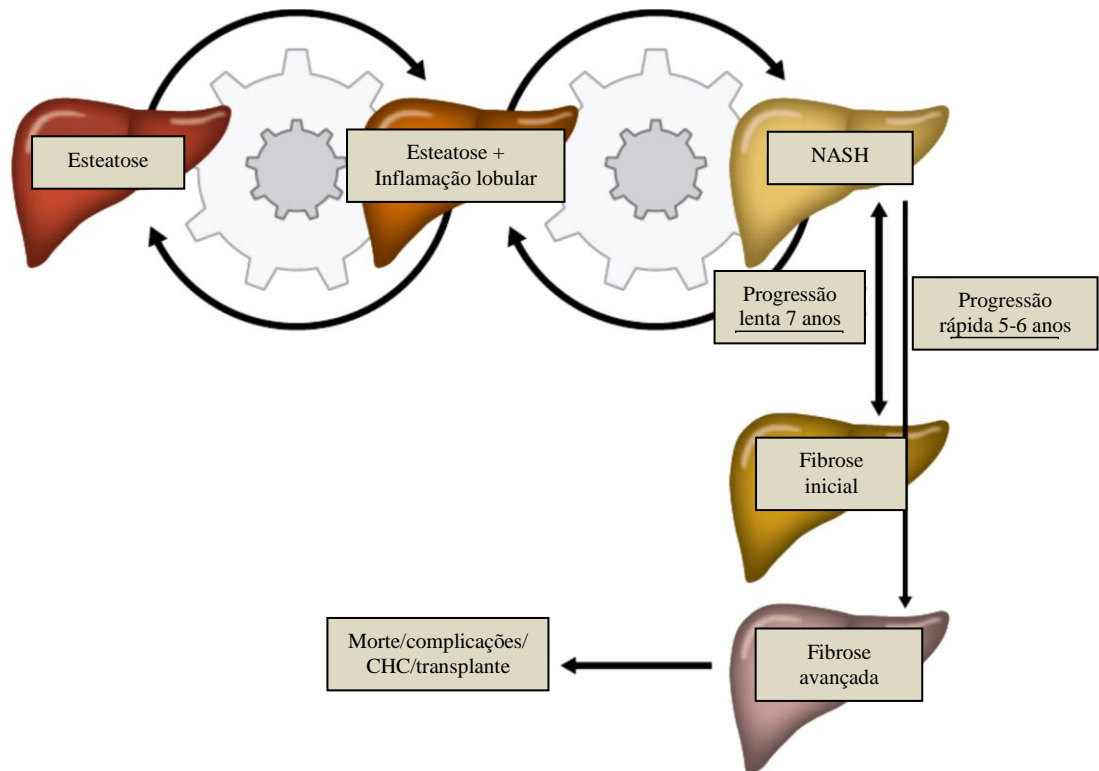 Esteatose
Esteatose +
Inflamação lobular
NASH
Progressão
lenta 7 anos
Progressão
rápida 5-6 anos
Fibrose
inicial
Morte/complicações/
CHC/transplante
Fibrose
avançada